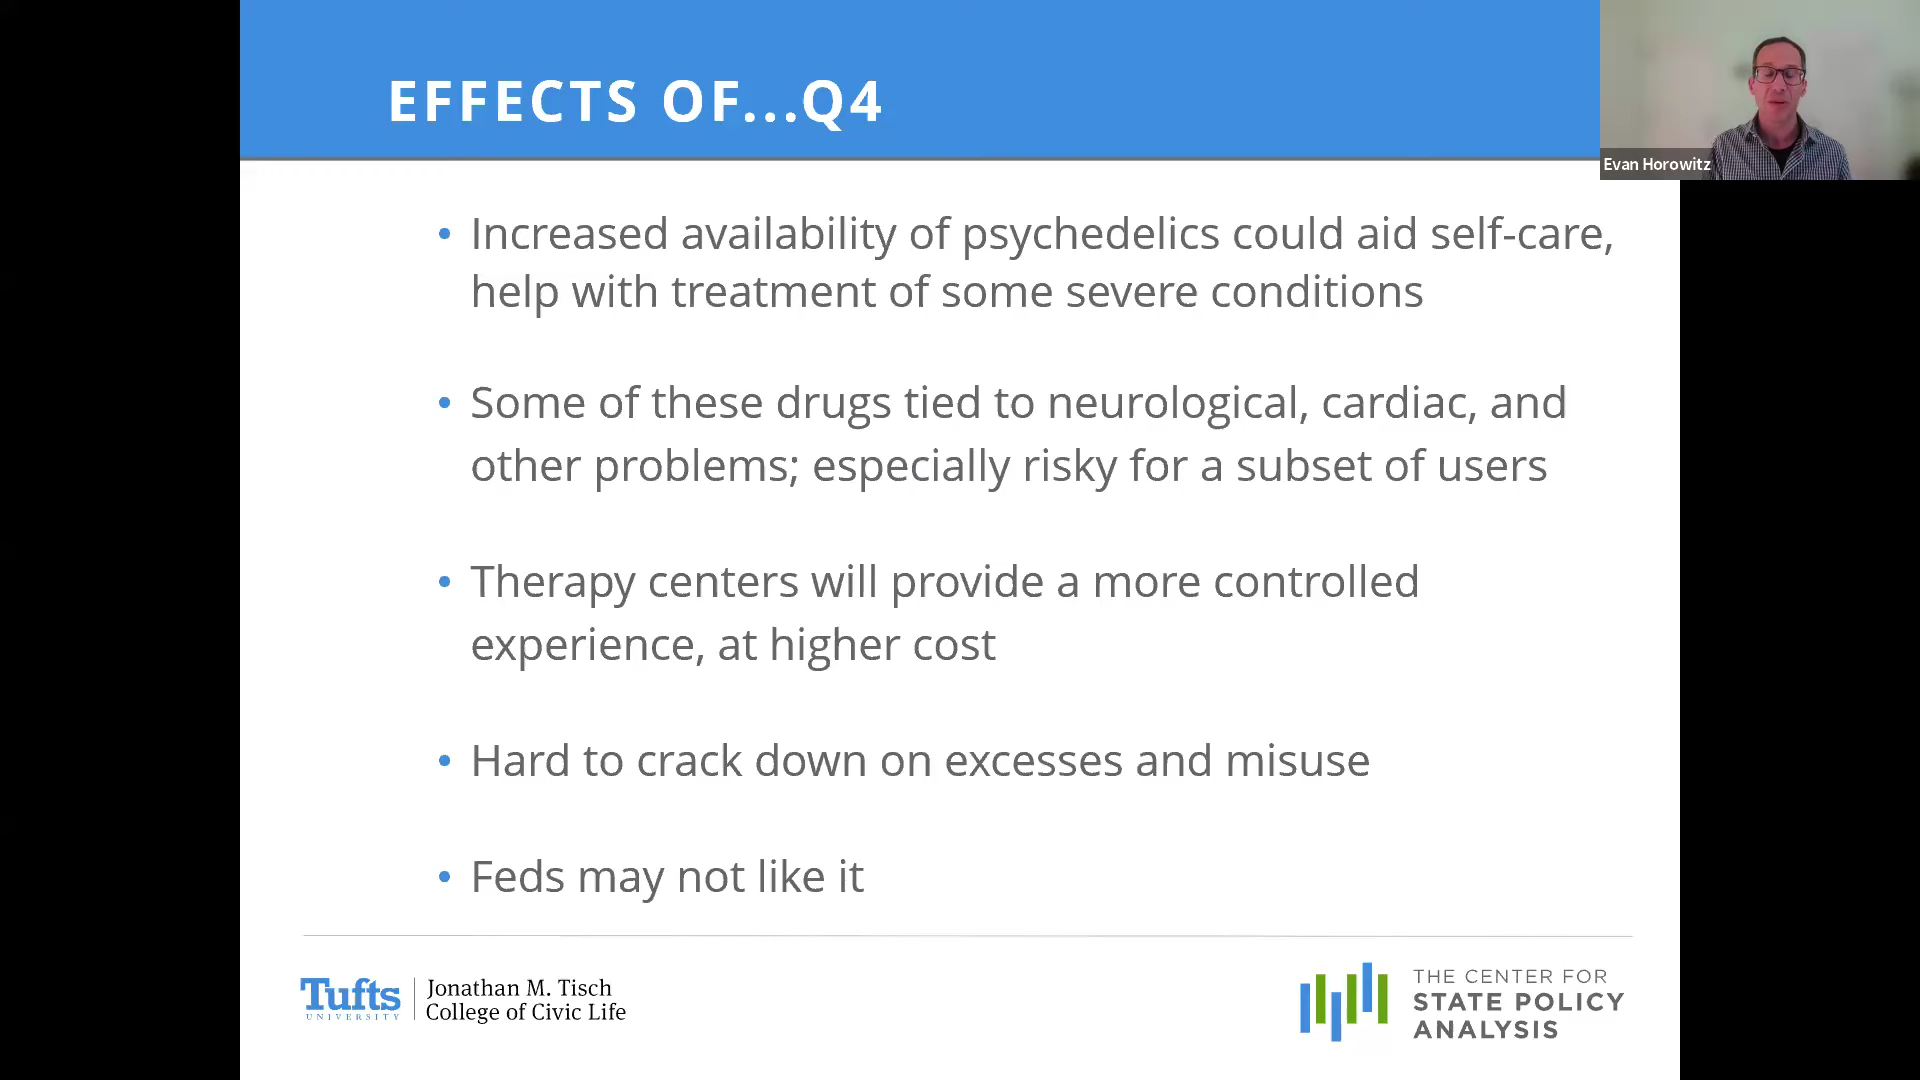 EFFECTS OF...Q4
Evan Horowitz
• Increased availability of psychedelics could aid self-care,
help with treatment of some severe conditions
• Some of these drugs tied to neurological, cardiac, and
other problems; especially risky for a subset of users
• Therapy centers will provide a more controlled
experience, at higher cost
• Hard to crack down on excesses and misuse
• Feds may not like it
Tufts
UNIVERSITY
Jonathan M. Tisch
College of Civic Life
THE CENTER FOR
STATE POLICY
ANALYSIS